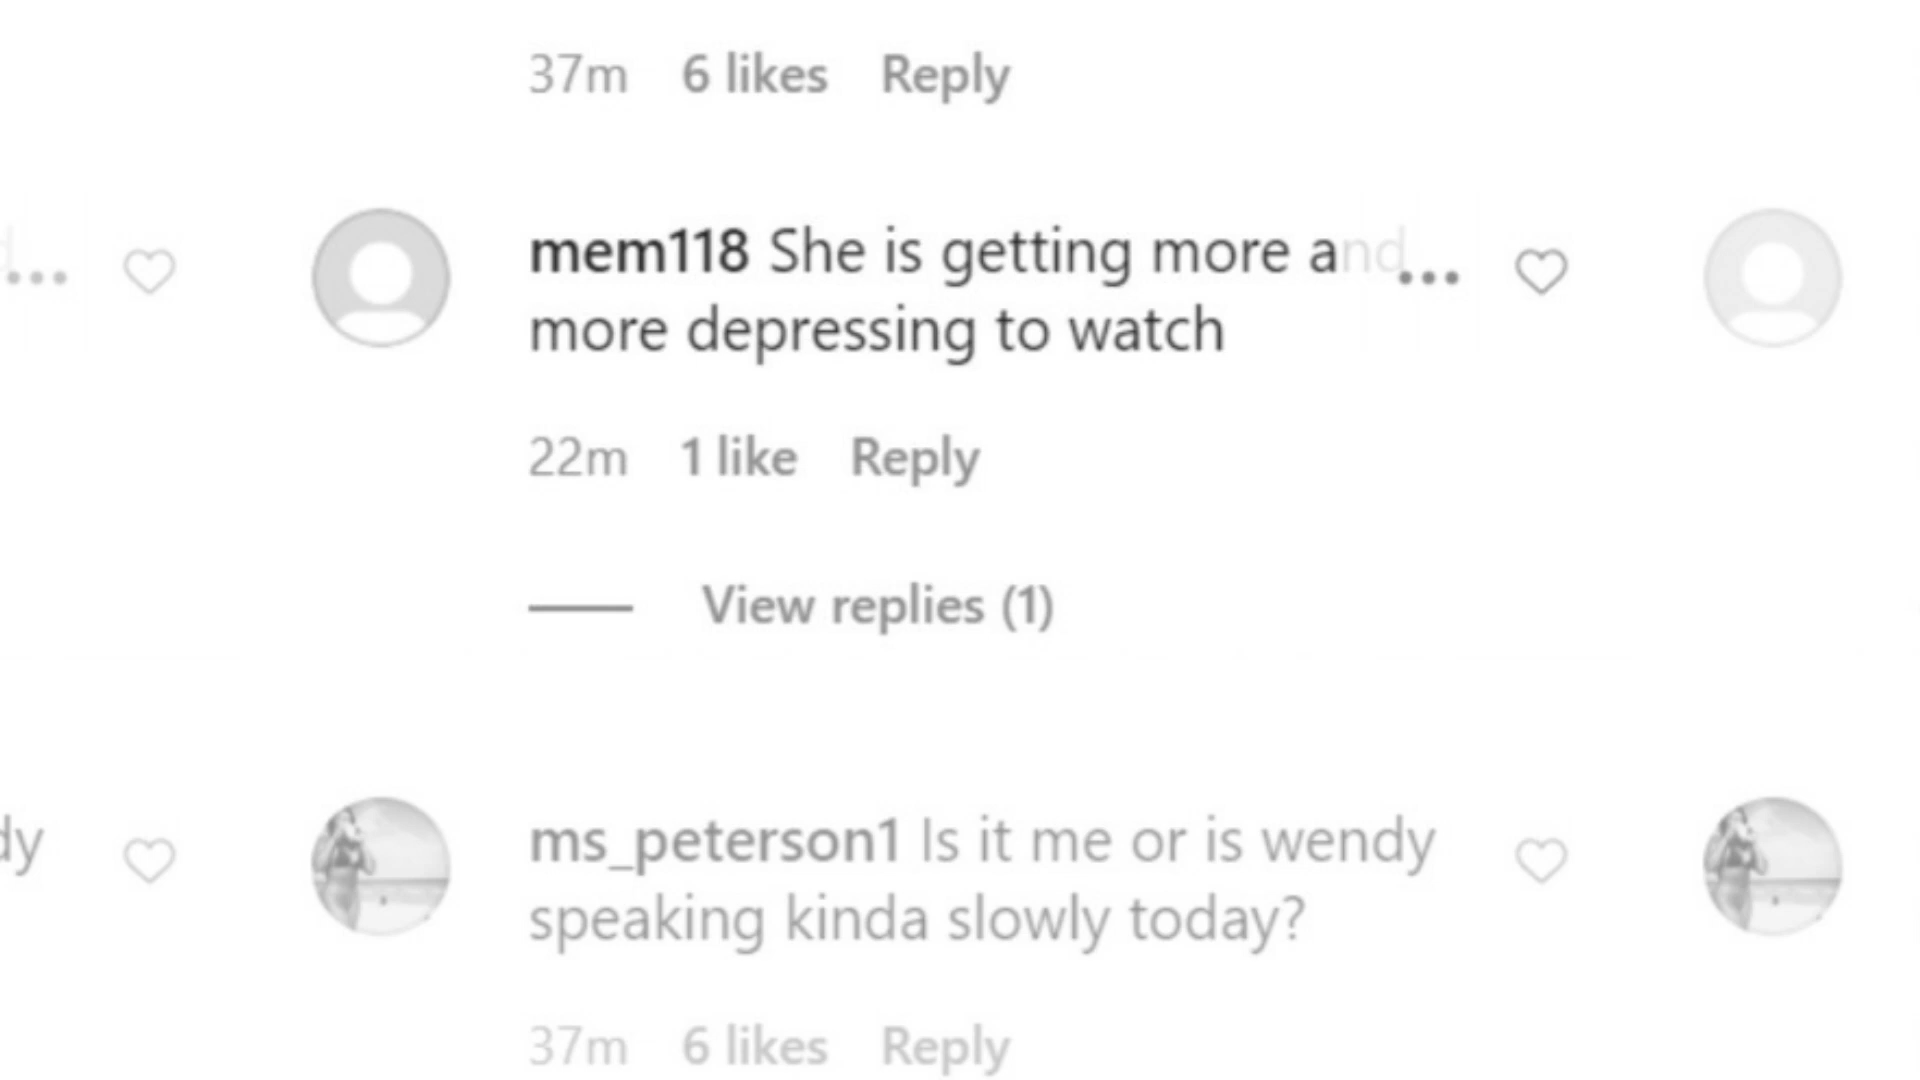 37m 6 likes Reply
mem118 She is getting more and
more depressing to watch
22m 1 like Reply
View replies (1)
dy
ms_peterson1 Is it me or is wendy
speaking kinda slowly today?
37m 6 likes Reply